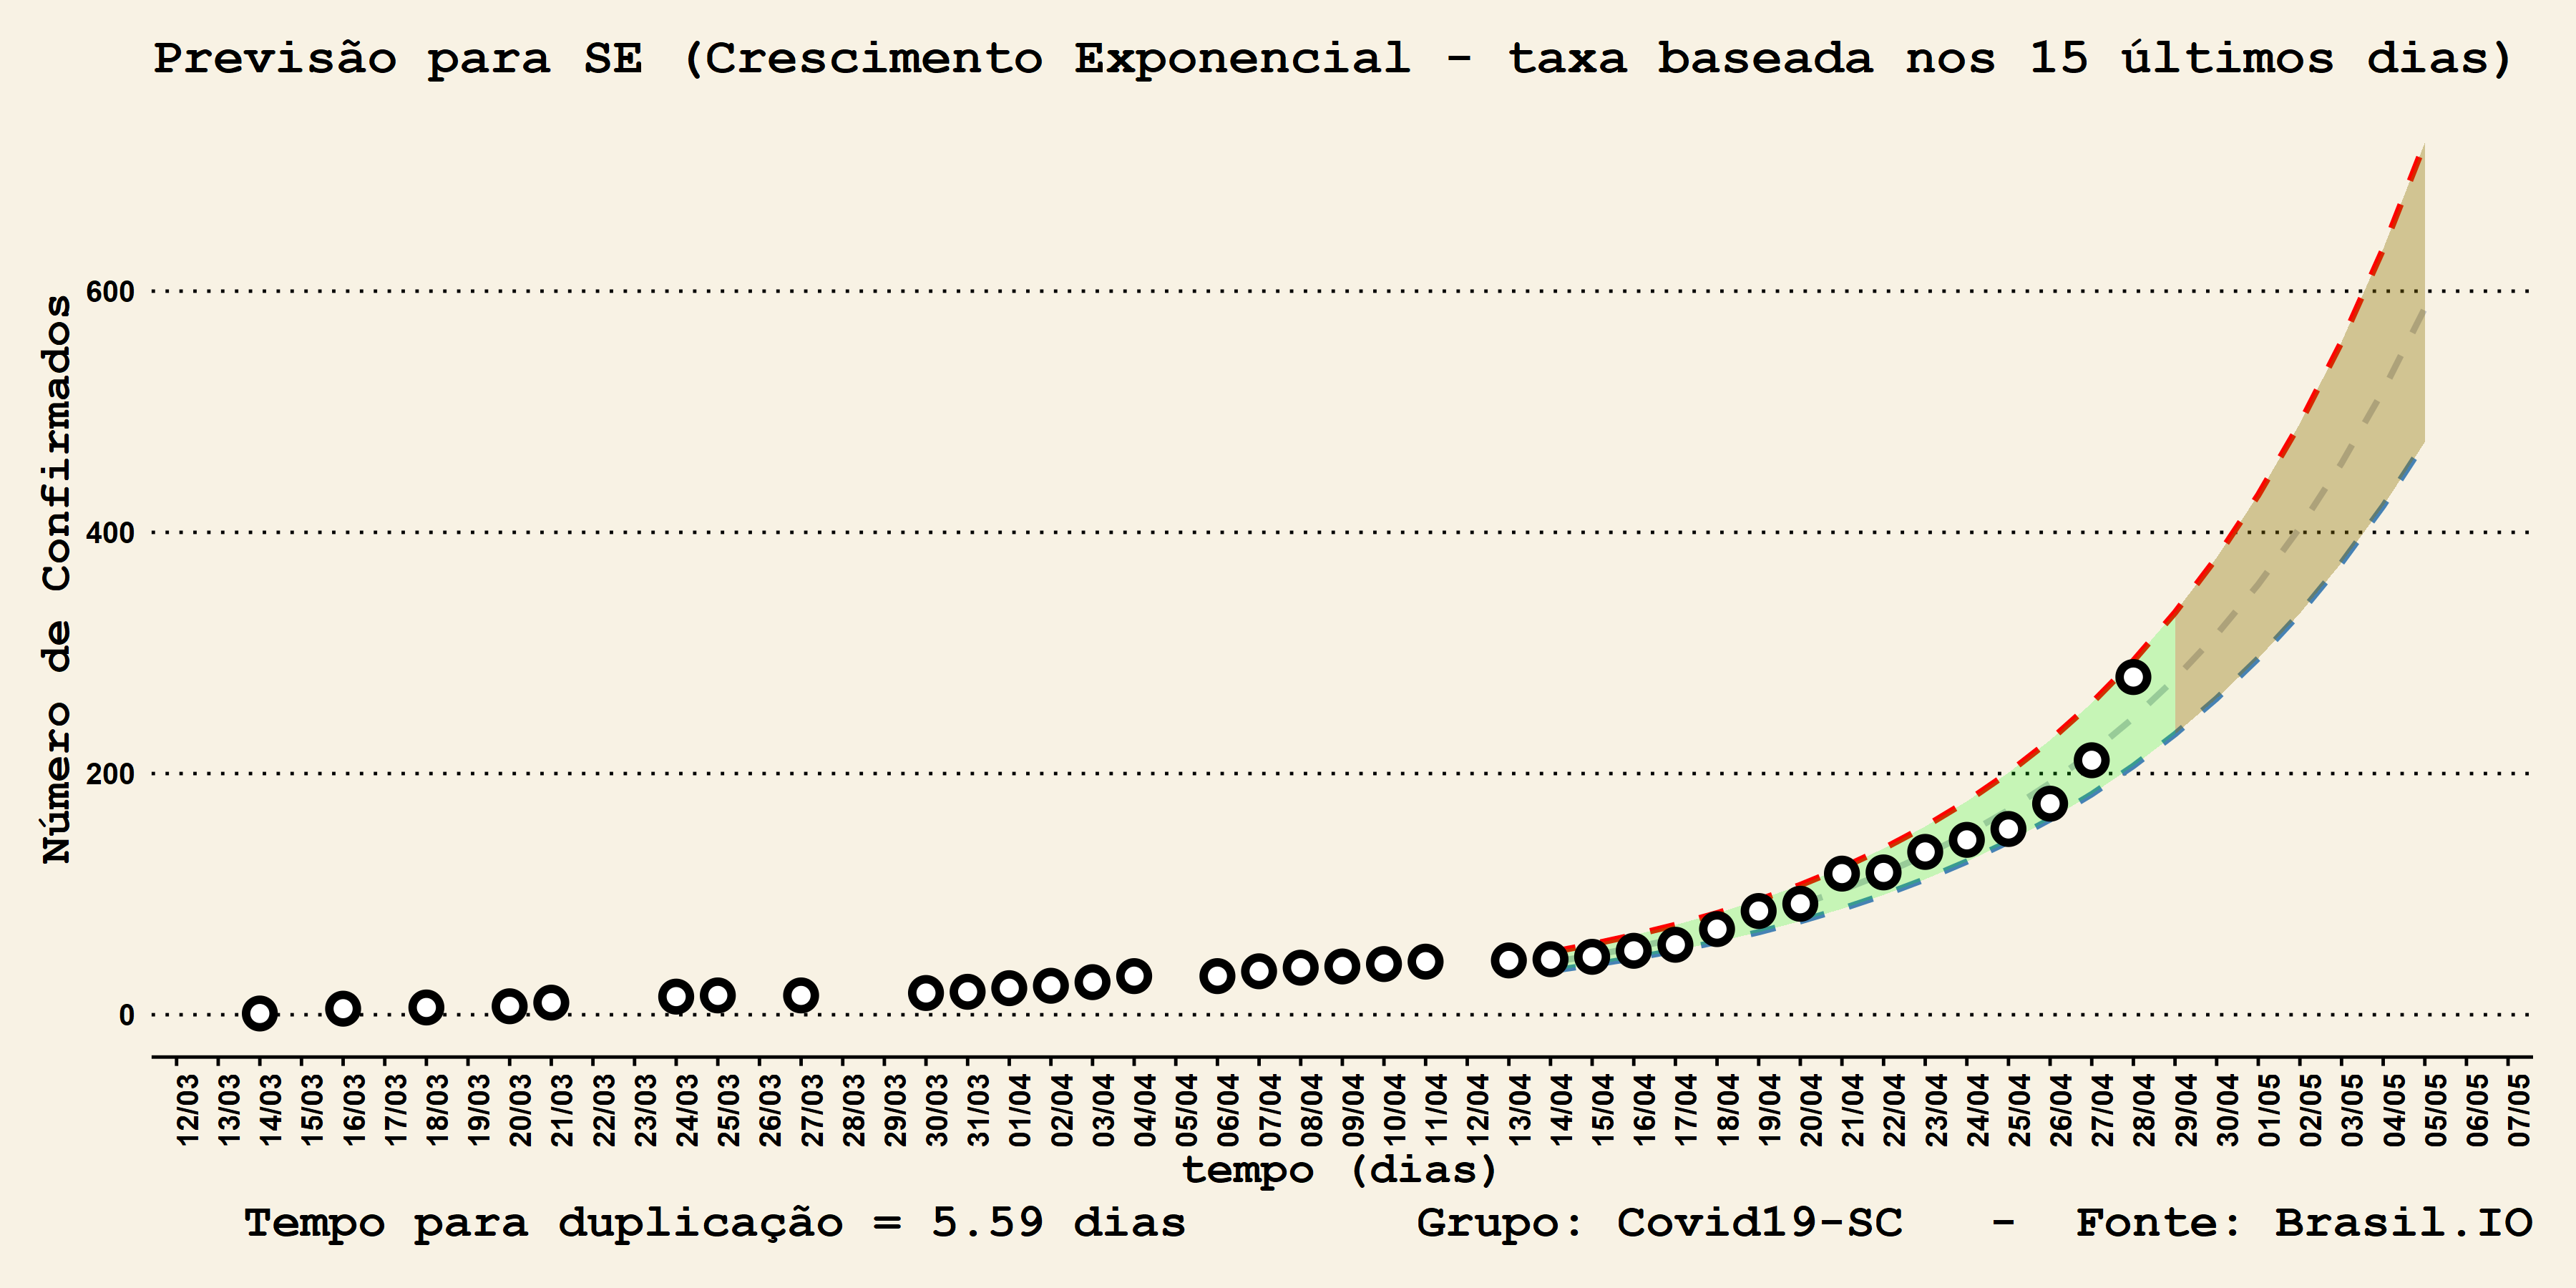 Previsão para SE (Crescimento Exponencial - taxa baseada nos 15 últimos dias)
Número de Confirmados
600
400
200
0
12/03 13/03 14/03 15/03 16/03 17/03 18/03 19/03 20/03 21/03 22/03 23/03 24/03 25/03 26/03 27/03 28/03 29/03 30/03 31/03 01/04 02/04 03/04 04/04 05/04 06/04 07/04 08/04 09/04 10/04 11/04 12/04 13/04 14/04 15/04 16/04 17/04 18/04 19/04 20/04 21/04 22/04 23/04 24/04 25/04 26/04 27/04 28/04 29/04 30/04 01/05 02/05 03/05 04/05 05/05 06/05 07/05
tempo (dias)
Tempo para duplicação = 5.59 dias Grupo: Covid19-SC - Fonte: Brasil.IO